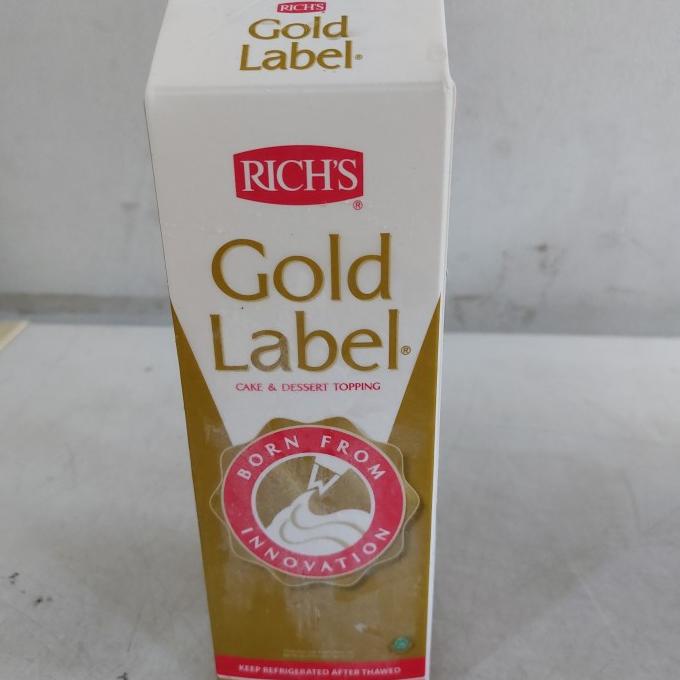 RICH'S
Gold
Label®
RICH'S
®
Gold
Label®
CAKE & DESSERT TOPPING
BORN FROM
INNOVATION
KEEP REFRIGERATED AFTER THAWED